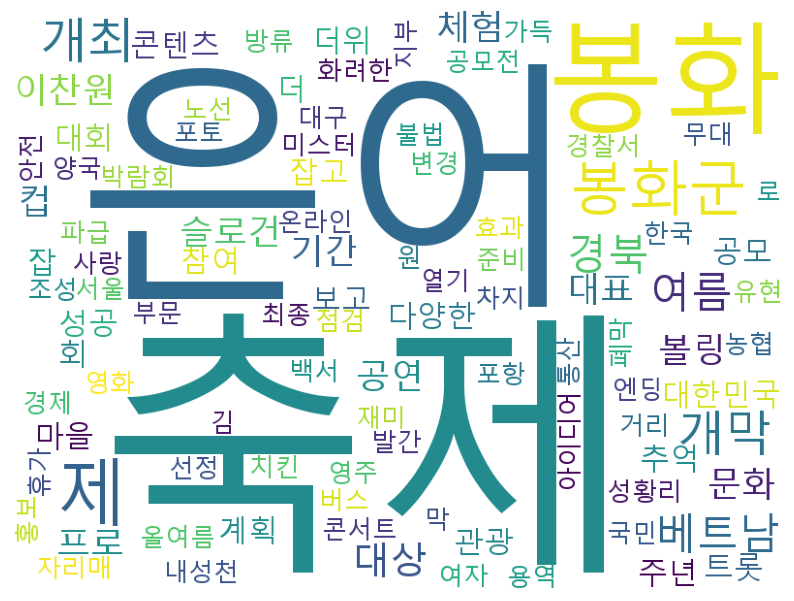 개최
콘텐츠
방류
더위
지부
체험
가득
봉화
이찬원
화려한
공모전
더
노선
은어
대회
포토
대구
미스터
불법
변경
경찰서
무대
안전
양국
박람회
잡고
봉화군
로
컵
슬로건
온라인
효과
파급
기간
원
한국
잡
사랑
참여
준비
경북
공모
조성
서울
보고
열기
차지
대표
여름
유현
성공
부문
최종
점검
다양한
축제
회
백서
공연
포항
통산
폐막
볼링
농협
경제
영화
재미
엔딩
대한민국
마을
김
발간
아이디어
거리
개막
휴가
제
선정
치킨
영주
추억
홍보
버스
성황리
문화
프로
올여름
계획
콘서트
막
관광
국민
베트남
자리매
내성천
대상
여자
용역
주년
트롯